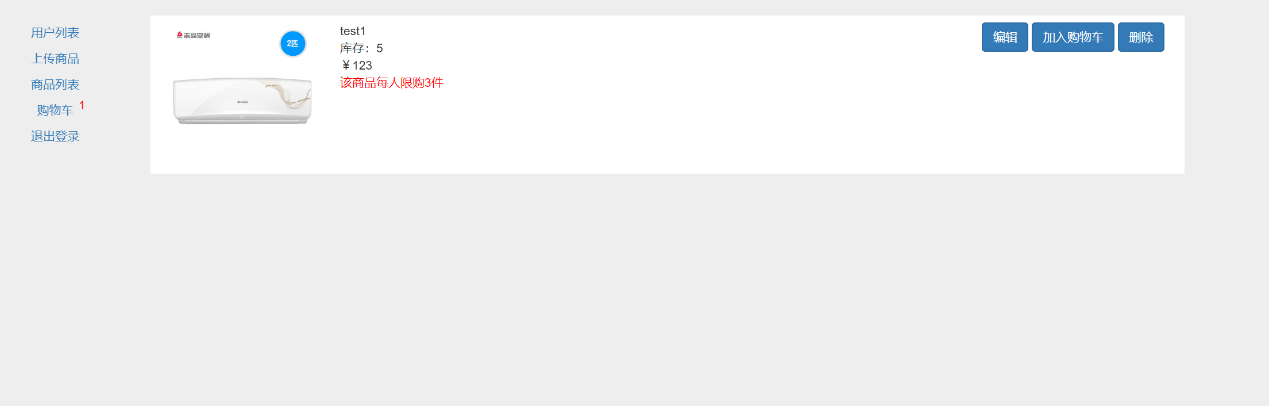 用户列表
上传商品
商品列表
购物车 1
退出登录
2匹
test1
库存：5
￥123
该商品每人限购3件
编辑 加入购物车 删除